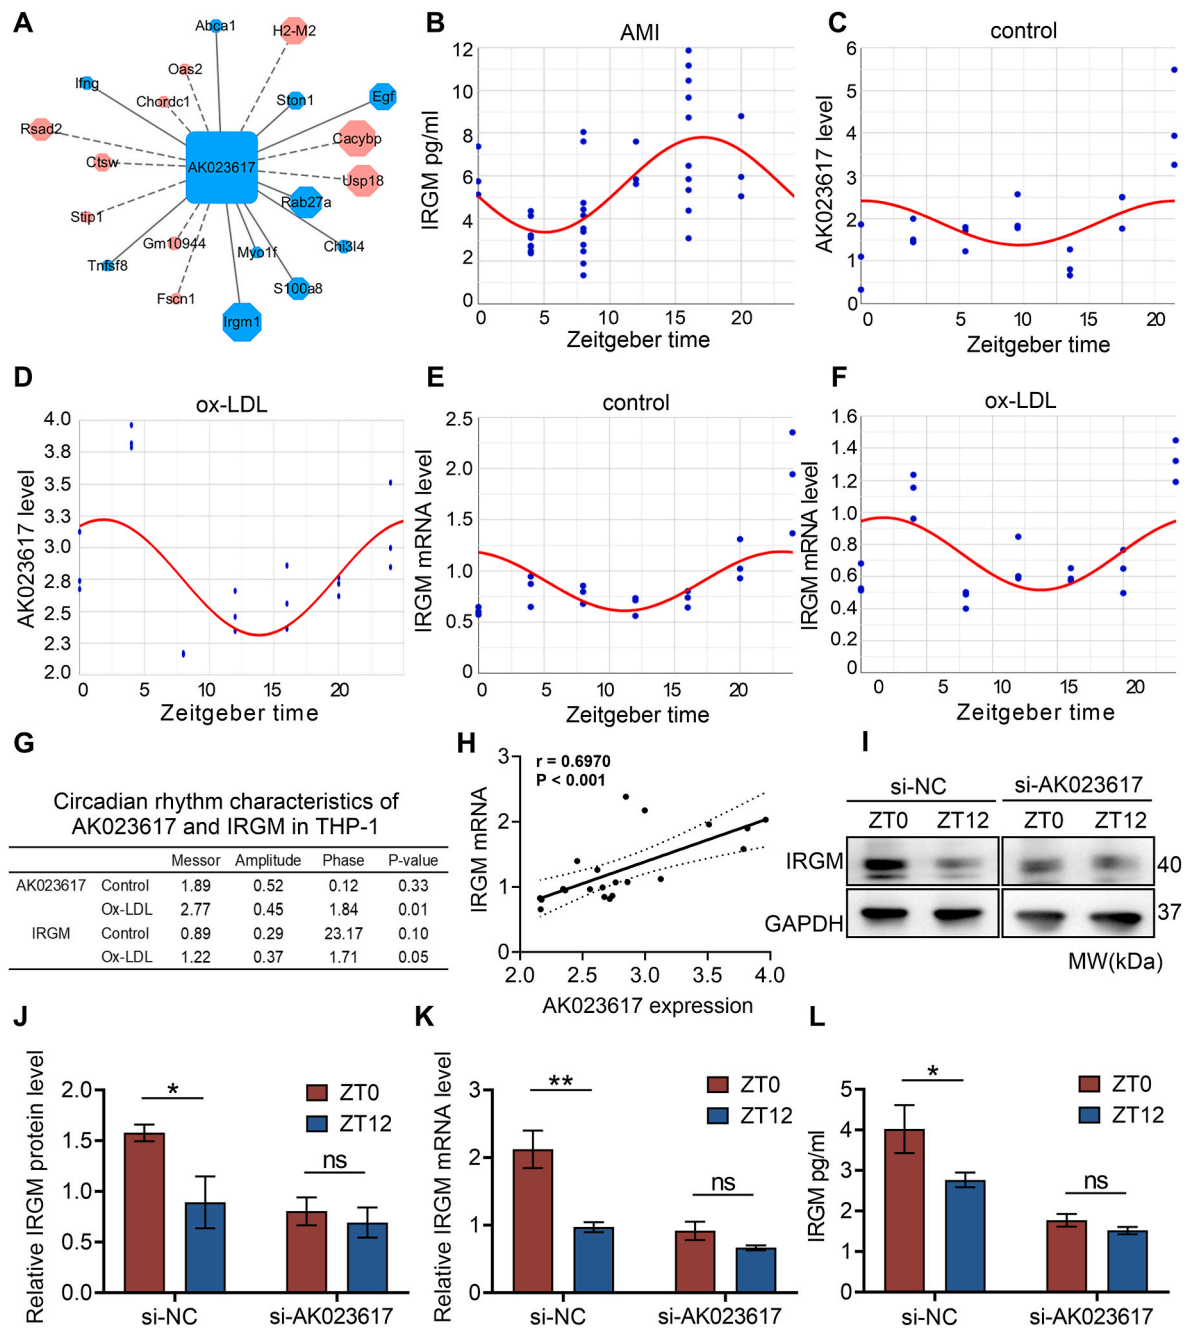 A
Abca1
H2-M2
Oas2
Ifng
Chordc1
Ston1
Egf
Rsad2
Cacybp
Ctsw
AK023617
Usp18
Rab27a
Stip1
Gm10944
Myo1f
Chi3l4
Tnfsf8
Fscn1
S100a8
Irgm1
B
AMI
IRGM pg/ml
12
10
8
6
4
2
0
0 5 10 15 20
Zeitgeber time
C
control
AK023617 level
6
5
4
3
2
1
0
0 5 10 15 20
Zeitgeber time
D
ox-LDL
AK023617 level
4.0
3.8
3.5
3.3
3.0
2.8
2.5
2.3
2.0
0 5 10 15 20
Zeitgeber time
E
control
IRGM mRNA level
2.5
2.0
1.5
1.0
0.5
0
0 5 10 15 20
Zeitgeber time
F
ox-LDL
IRGM mRNA level
1.6
1.4
1.2
1.0
0.8
0.6
0.4
0.2
0
0 5 10 15 20
Zeitgeber time
G
Circadian rhythm characteristics of
AK023617 and IRGM in THP-1
Messor Amplitude Phase P-value
AK023617 Control 1.89 0.52 0.12 0.33
Ox-LDL 2.77 0.45 1.84 0.01
IRGM Control 0.89 0.29 23.17 0.10
Ox-LDL 1.22 0.37 1.71 0.05
H
r = 0.6970
P < 0.001
IRGM mRNA
3
2
1
0
2.0 2.5 3.0 3.5 4.0
AK023617 expression
I
si-NC si-AK023617
ZT0 ZT12 ZT0 ZT12
IRGM 40
GAPDH 37
MW(kDa)
J
Relative IRGM protein level
2.0
1.5
1.0
0.5
0.0
*
ns
ZT0
ZT12
si-NC si-AK023617
K
Relative IRGM mRNA level
3
2
1
0
**
ns
ZT0
ZT12
si-NC si-AK023617
L
IRGM pg/ml
5
4
3
2
1
0
*
ns
ZT0
ZT12
si-NC si-AK023617